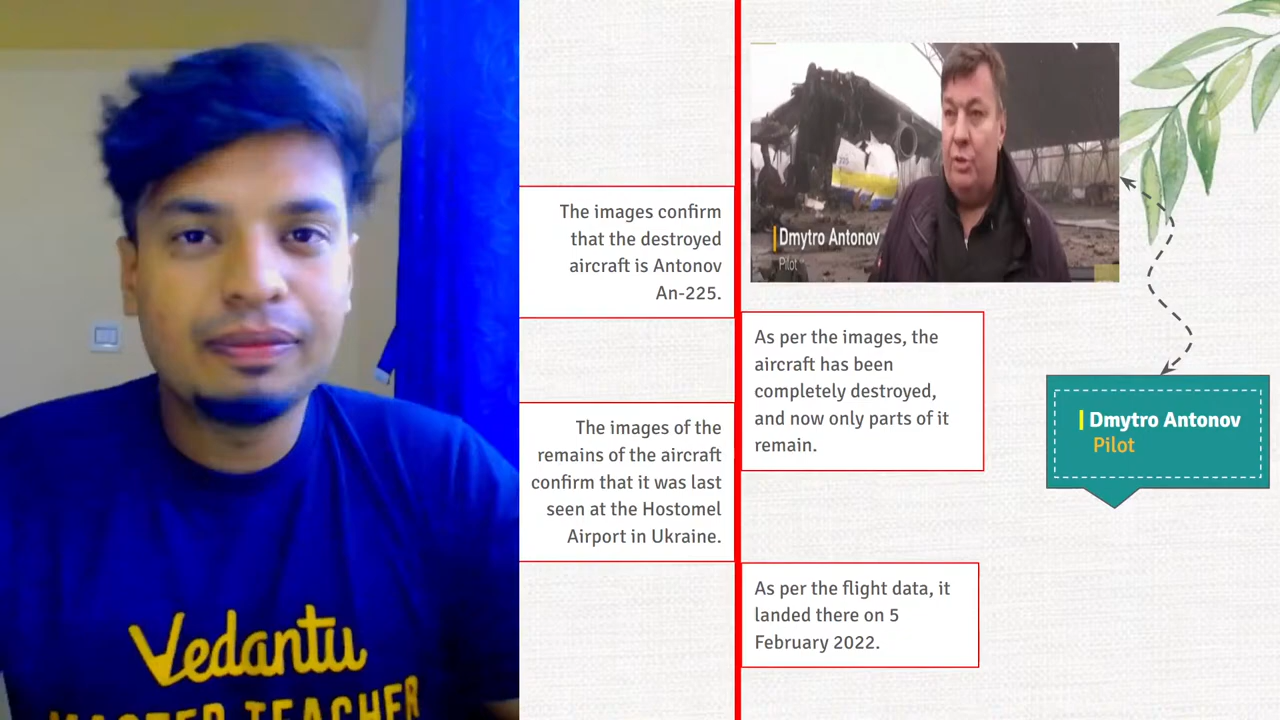 The images confirm
that the destroyed
aircraft is Antonov
An-225.
Dmytro Antonov
Pilot
As per the images, the
aircraft has been
completely destroyed,
and now only parts of it
remain.
Dmytro Antonov
Pilot
The images of the
remains of the aircraft
confirm that it was last
seen at the Hostomel
Airport in Ukraine.
As per the flight data, it
landed there on 5
February 2022.
Vedantu
MASTER TEACHER